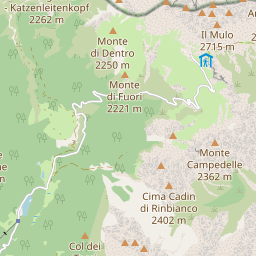 - Katzenleitenkopf
2262 m
Il Mulo
2715 m
Monte
di Dentro
2250 m
Monte
di Fuori
2221 m
Monte
Campedelle
2362 m
Cima Cadin
di Rinbianco
2402 m
Col dei